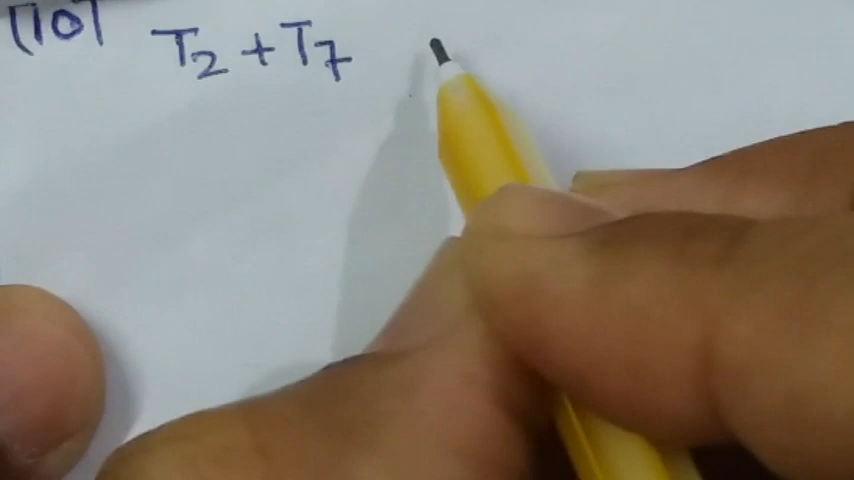 (10) T₂ + T₇